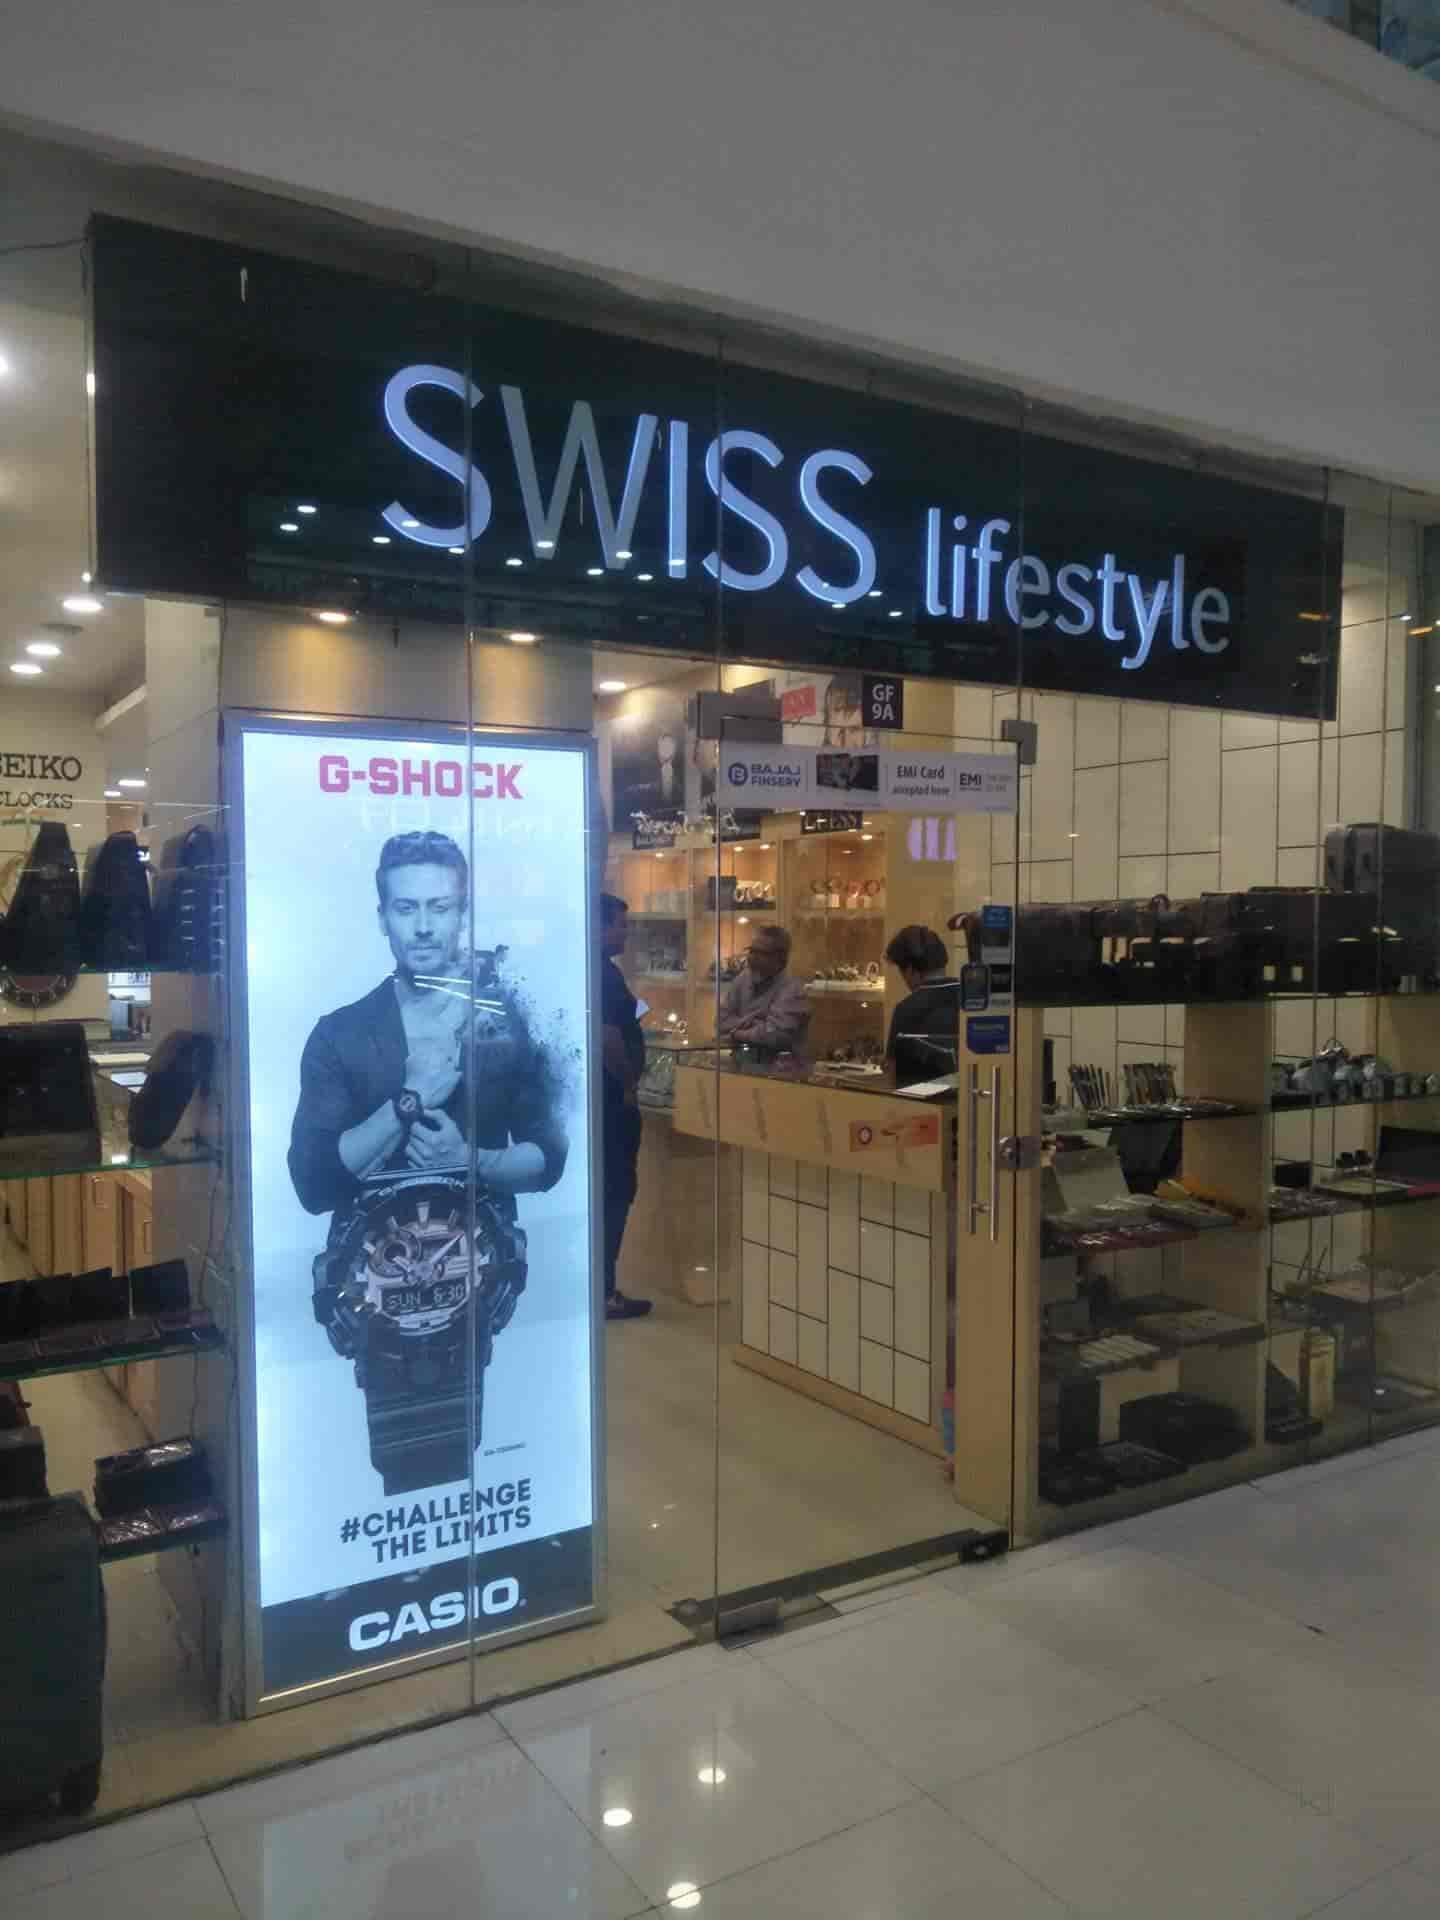 SWISS lifestyle
GF
9A
BAJAJ
FINSERV
EMI Card
accepted here
EMI
SEIKO
CLOCKS
G-SHOCK
SUN 6-30
#CHALLENGE
THE LIMITS
CASIO